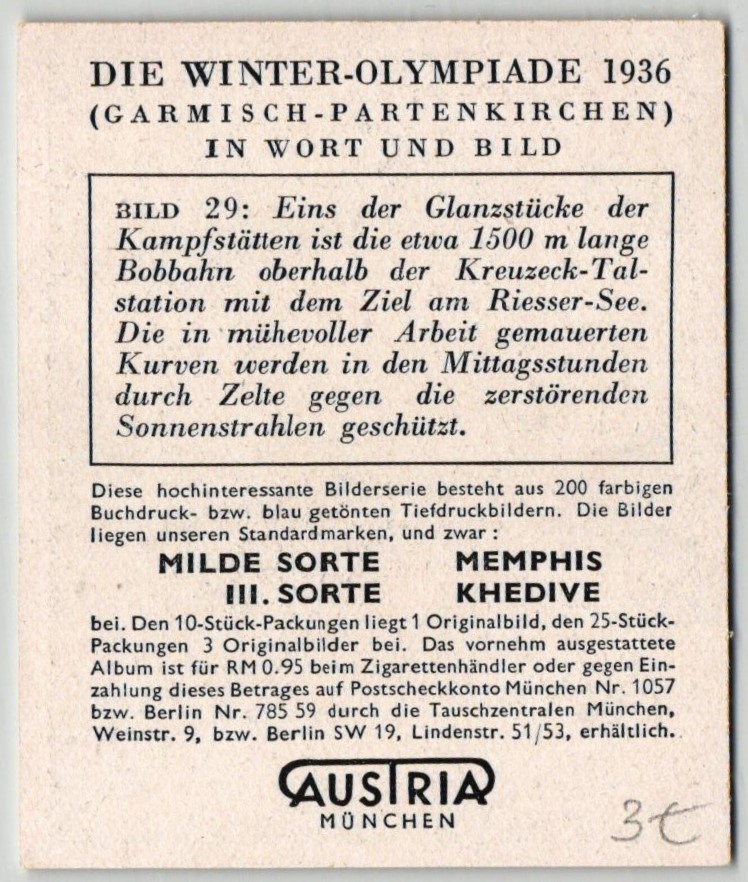 DIE WINTER-OLYMPIADE 1936
(GARMISCH-PARTENKIRCHEN)
IN WORT UND BILD
BILD 29: Eins der Glanzstücke der
Kampfstätten ist die etwa 1500 m lange
Bobbahn oberhalb der Kreuzeck-Tal-
station mit dem Ziel am Riesser-See.
Die in mühevoller Arbeit gemauerten
Kurven werden in den Mittagsstunden
durch Zelte gegen die zerstörenden
Sonnenstrahlen geschützt.
Diese hochinteressante Bilderserie besteht aus 200 farbigen
Buchdruck- bzw. blau getönten Tiefdruckbildern. Die Bilder
liegen unseren Standardmarken, und zwar :
MILDE SORTE MEMPHIS
III. SORTE KHEDIVE
bei. Den 10-Stück-Packungen liegt 1 Originalbild, den 25-Stück-
Packungen 3 Originalbilder bei. Das vornehm ausgestattete
Album ist für RM 0.95 beim Zigarettenhändler oder gegen Ein-
zahlung dieses Betrages auf Postscheckkonto München Nr. 1057
bzw. Berlin Nr. 785 59 durch die Tauschzentralen München,
Weinstr. 9, bzw. Berlin SW 19, Lindenstr. 51/53, erhältlich.
AUSTRIA
MÜNCHEN
3€